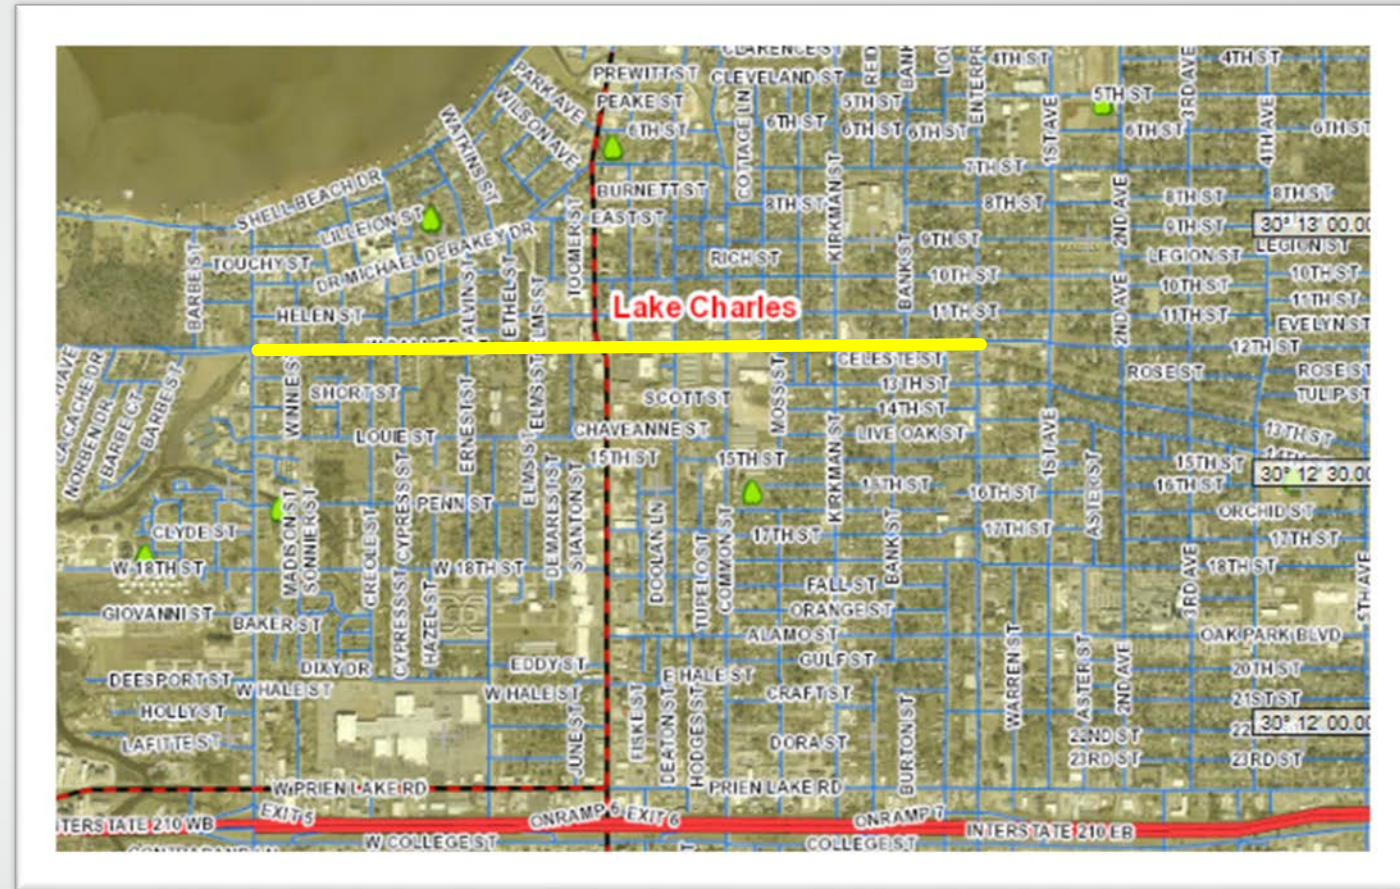 CLARENCE ST
4TH ST
4TH ST
PREWITT ST
CLEVELAND ST
REID
BANK
LOU
ENTERPR
3RD AVE
PARK AVE
PEAKE ST
5TH ST
5TH ST
WILSON AVE
WATKINS ST
6TH ST
6TH ST
6TH ST
6TH ST
6TH ST
6TH ST
COTTAGE LN
1ST AVE
4TH AVE
7TH ST
SHELL BEACH DR
BURNETT ST
8TH ST
8TH ST
8TH ST
8TH ST
KIRKMAN ST
2ND AVE
LILLEION ST
EAST ST
9TH ST
30° 13' 00.00
DR MICHAEL DEBAKEY DR
TOOMER ST
9TH ST
LEGION ST
LEGION ST
TOUCHY ST
RICH ST
BARBE ST
10TH ST
10TH ST
10TH ST
BANK ST
ALVIN ST
ETHEL ST
ELMS ST
Lake Charles
HELEN ST
11TH ST
11TH ST
11TH ST
2ND AVE
EVELYN ST
12TH ST
CELESTE ST
ROSE ST
ROSE ST
CACACHE DR
NORBEN DR
BARBE CT
BARBE ST
WINNIE ST
SHORT ST
SCOTT ST
MOSS ST
13TH ST
TULIP ST
ERNEST ST
ELMS ST
14TH ST
LOUIE ST
CHAVEANNE ST
LIVE OAK ST
13TH ST
1ST AVE
KIRKMAN ST
15TH ST
15TH ST
15TH ST
14TH ST
ASTER ST
30° 12' 30.00
16TH ST
16TH ST
16TH ST
PENN ST
ELMS ST
DEMAREST ST
STANTON ST
CYPRESS ST
MADISON ST
SONNIER ST
CREOLE ST
DOOLAN LN
ORCHID ST
CLYDE ST
17TH ST
17TH ST
17TH ST
TUPELO ST
COMMON ST
BANK ST
W 18TH ST
W 18TH ST
18TH ST
3RD AVE
5TH AVE
FALL ST
CYPRESS ST
HAZEL ST
GIOVANNI ST
BAKER ST
ORANGE ST
ALAMO ST
OAK PARK BLVD
WARREN ST
ASTER ST
2ND AVE
DIXY DR
EDDY ST
GULF ST
20TH ST
DEESPORT ST
W HALE ST
W HALE ST
E HALE ST
CRAFT ST
21ST ST
HOLLY ST
FISKE ST
DEATON ST
HODGES ST
BURTON ST
JUNE ST
30° 12' 00.00
22
LAFITTE ST
DORA ST
22ND ST
23RD ST
23RD ST
W PRIEN LAKE RD
PRIEN LAKE RD
TERSTATE 210 WB
EXIT 5
ONRAMP 6
EXIT 6
ONRAMP 7
INTERSTATE 210 EB
W COLLEGE ST
COLLEGE ST